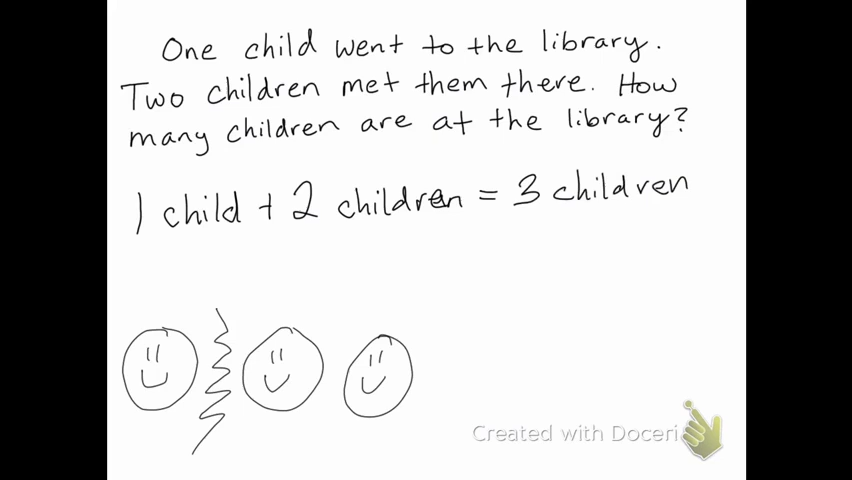 One child went to the library.
Two children met them there. How
many children are at the library?
1 child + 2 children = 3 children
Created with Doceri